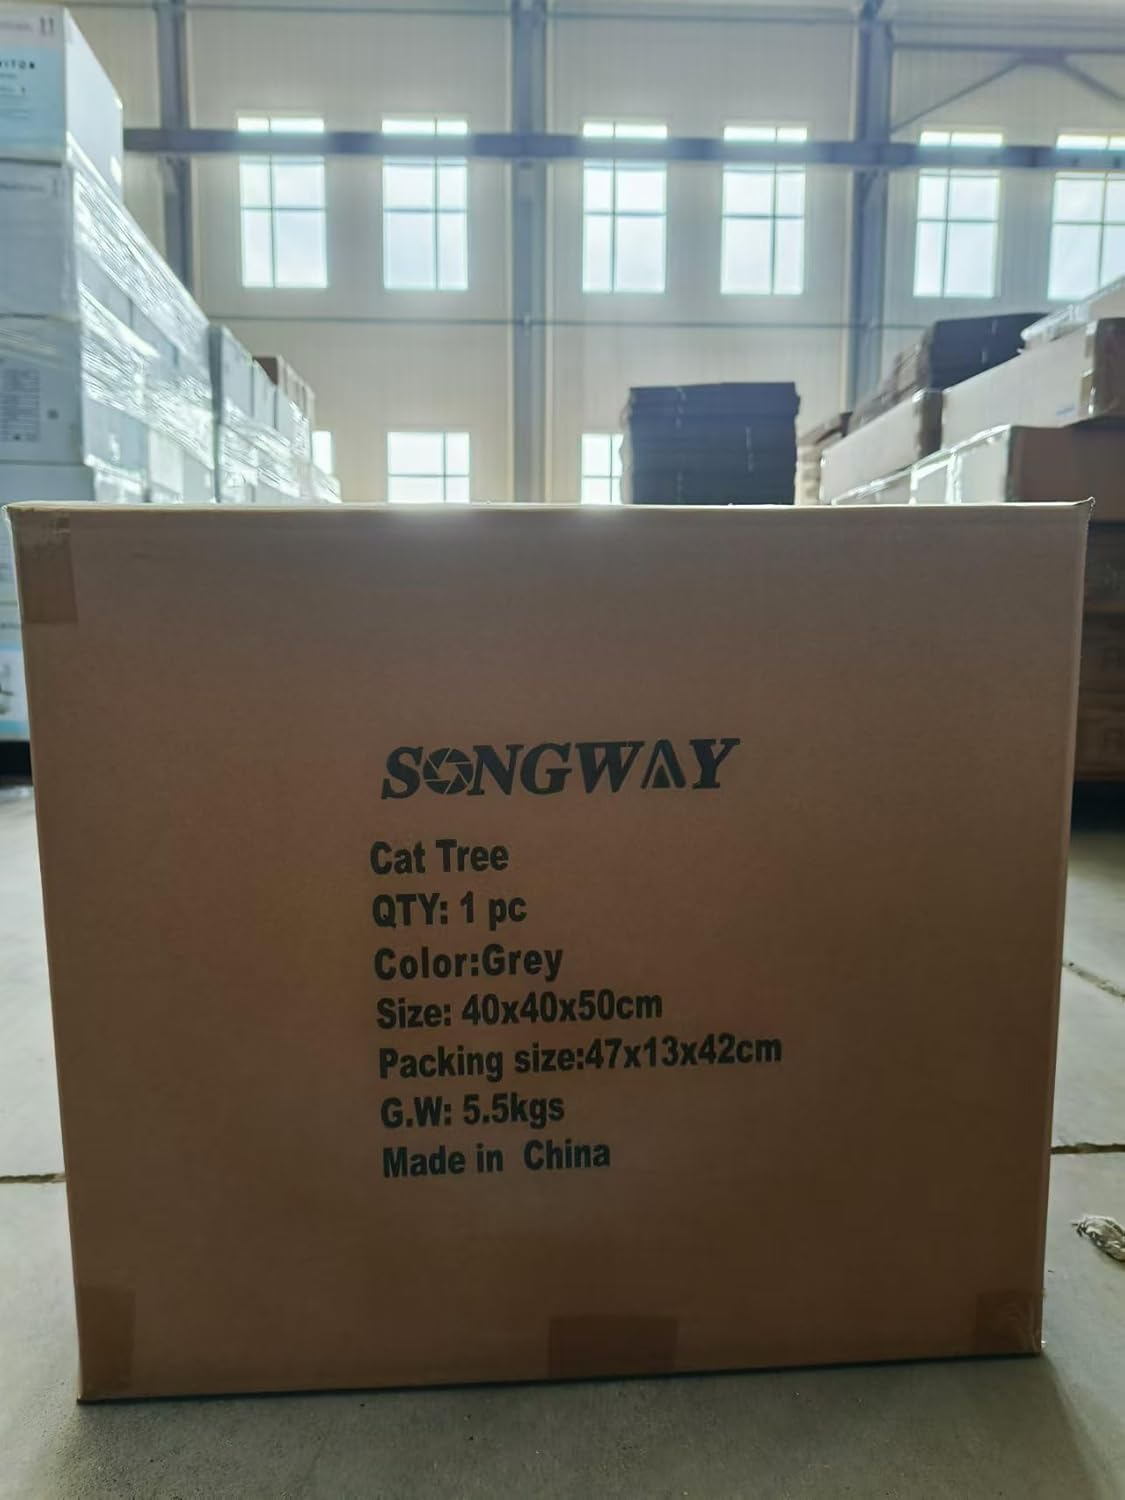 SONGWAY
Cat Tree
QTY: 1 pc
Color:Grey
Size: 40x40x50cm
Packing size:47x13x42cm
G.W: 5.5kgs
Made in China